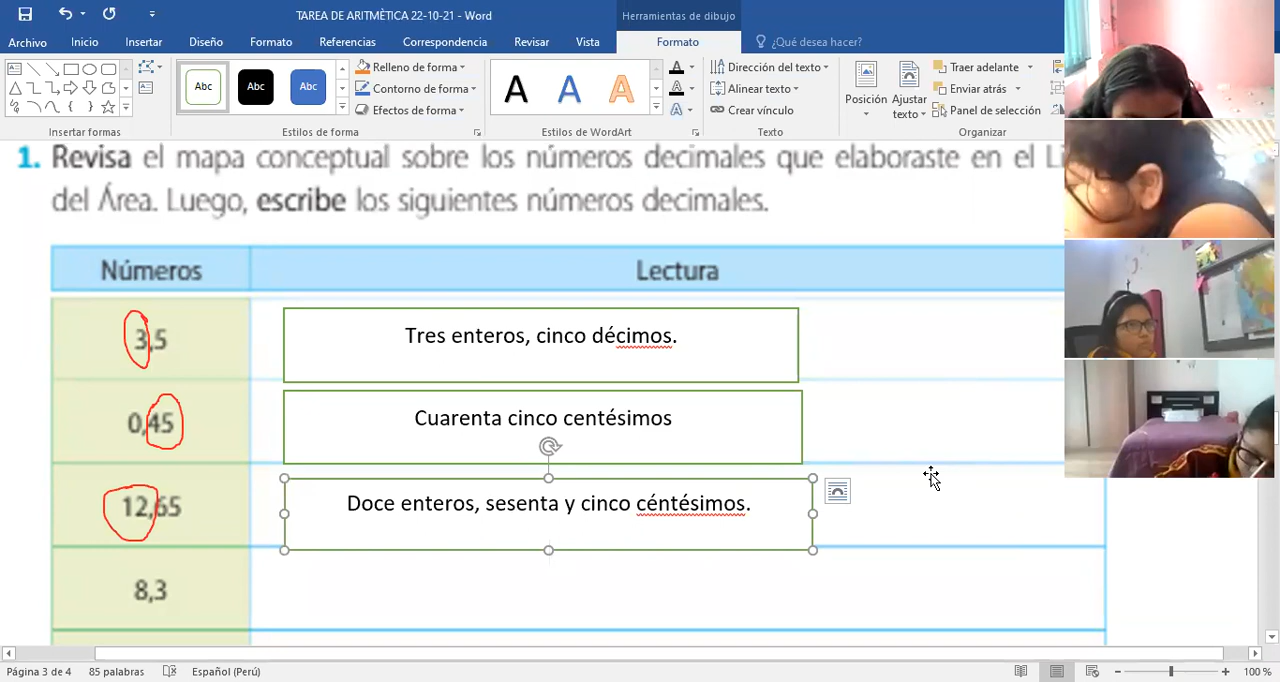 TAREA DE ARITMÈTICA 22-10-21 - Word
Herramientas de dibujo
Archivo Inicio Insertar Diseño Formato Referencias Correspondencia Revisar Vista Formato ¿Qué desea hacer?
Abc Abc Abc
Relleno de forma
Contorno de forma
Efectos de forma
A A A
A
A
A
Dirección del texto
Alinear texto
Crear vínculo
Posición
Ajustar texto
Traer adelante
Enviar atrás
Panel de selección
Insertar formas Estilos de forma Estilos de WordArt Texto Organizar
1. Revisa el mapa conceptual sobre los números decimales que elaboraste en el Li
del Área. Luego, escribe los siguientes números decimales.
Números Lectura
3,5 Tres enteros, cinco décimos.
0,45 Cuarenta cinco centésimos
12,65 Doce enteros, sesenta y cinco céntésimos.
8,3
Página 3 de 4 85 palabras Español (Perú) 100 %